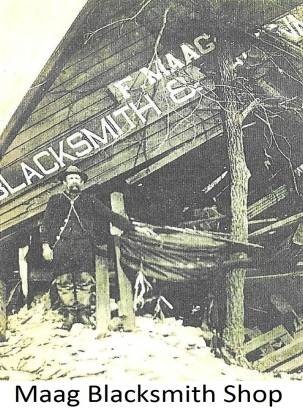 F. MAAG
BLACKSMITH &
Maag Blacksmith Shop